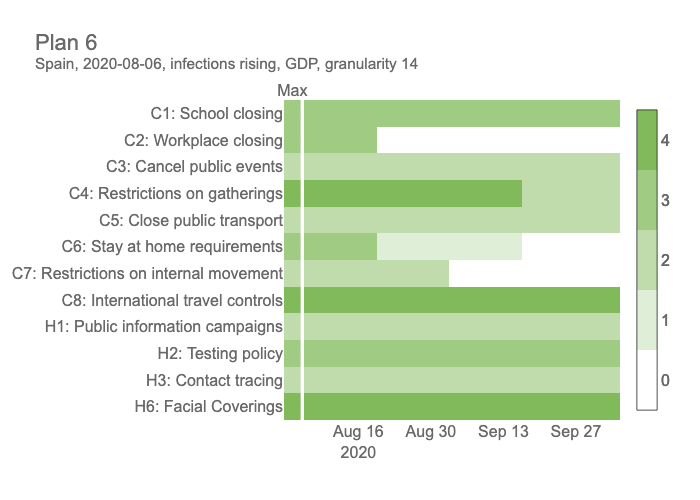 Plan 6
Spain, 2020-08-06, infections rising, GDP, granularity 14
Max
C1: School closing
C2: Workplace closing
C3: Cancel public events
C4: Restrictions on gatherings
C5: Close public transport
C6: Stay at home requirements
C7: Restrictions on internal movement
C8: International travel controls
H1: Public information campaigns
H2: Testing policy
H3: Contact tracing
H6: Facial Coverings
Aug 16 Aug 30 Sep 13 Sep 27
2020
4
3
2
1
0